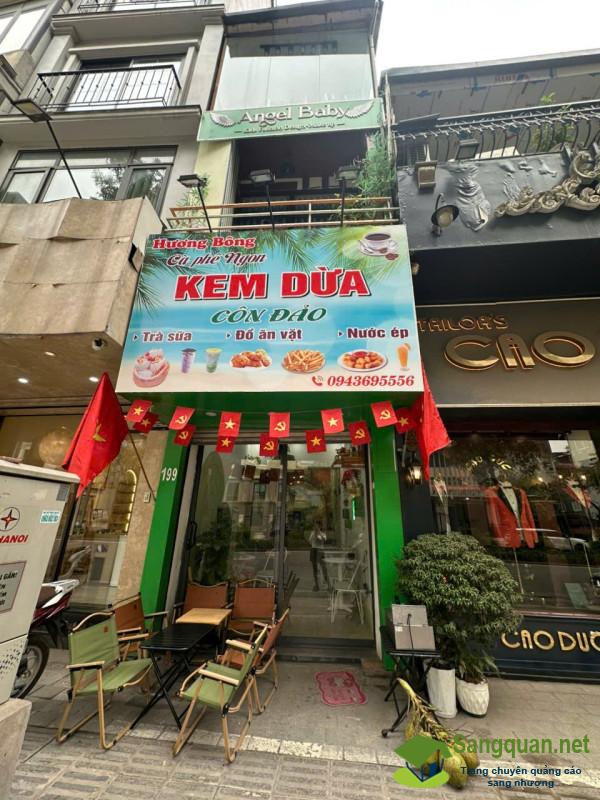 Angel Baby
Hương Bông
Cà phê Ngon
KEM DỪA
CÔN ĐẢO
Trà sữa
Đồ ăn vặt
Nước ép
0943695556
TAILOR'S
CAO
199
HANOI
CAO DƯ
Sangquan.net
Trang chuyên quảng cáo
sang nhượng